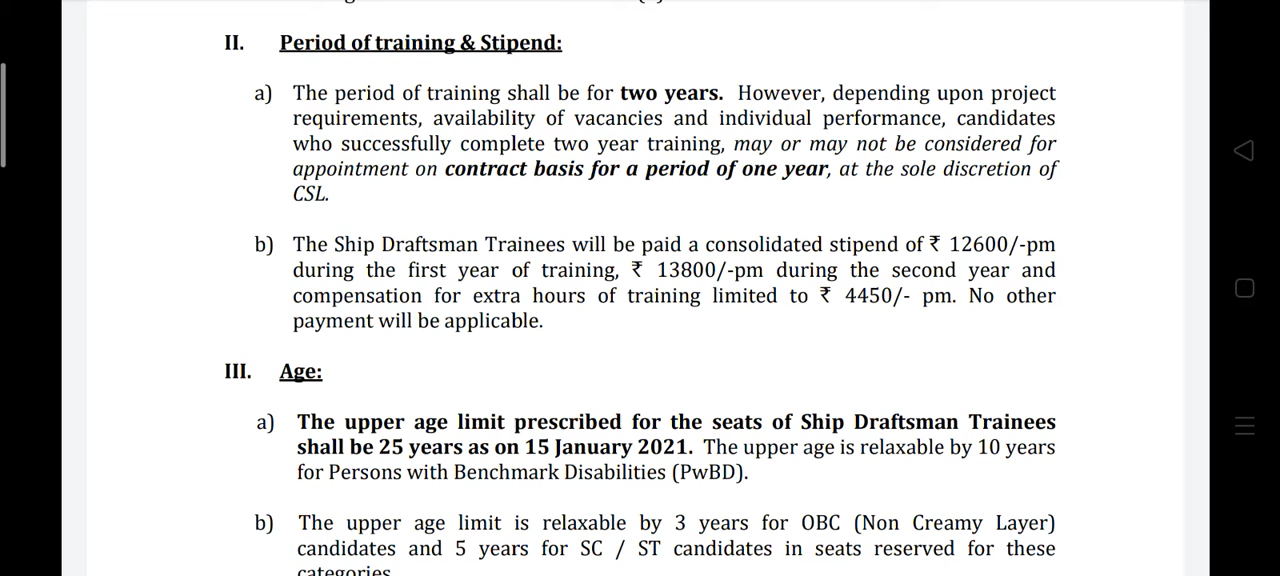 II. Period of training & Stipend:
a) The period of training shall be for two years. However, depending upon project
requirements, availability of vacancies and individual performance, candidates
who successfully complete two year training, may or may not be considered for
appointment on contract basis for a period of one year, at the sole discretion of
CSL.
b) The Ship Draftsman Trainees will be paid a consolidated stipend of ₹ 12600/-pm
during the first year of training, ₹ 13800/-pm during the second year and
compensation for extra hours of training limited to ₹ 4450/- pm. No other
payment will be applicable.
III. Age:
a) The upper age limit prescribed for the seats of Ship Draftsman Trainees
shall be 25 years as on 15 January 2021. The upper age is relaxable by 10 years
for Persons with Benchmark Disabilities (PwBD).
b) The upper age limit is relaxable by 3 years for OBC (Non Creamy Layer)
candidates and 5 years for SC / ST candidates in seats reserved for these
categories.